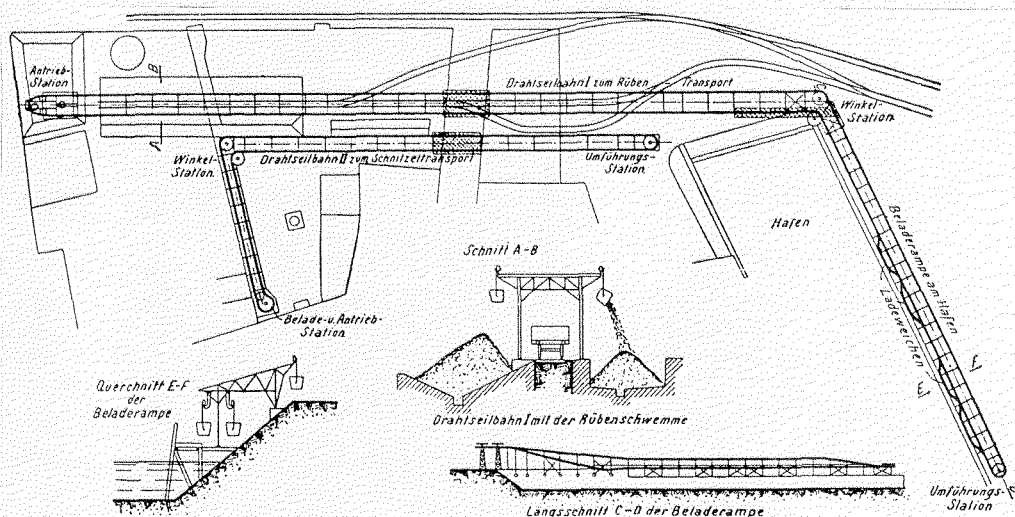 Antrieb-
Station
B
A
Drahtseilbahn I zum Rüben-Transport
Winkel-
Station
Winkel-
Station
Drahtseilbahn II zum Schnitzeltransport
Umführungs-
Station
Hafen
Beladerampe am Hafen
Ladeweichen
F
E
Umführungs-
Station
Belade-u. Antrieb-
Station
Schnitt A-B
Drahtseilbahn I mit der Rübenschwemme
Querchnitt E-F
der
Beladerampe
Längsschnitt C-D der Beladerampe